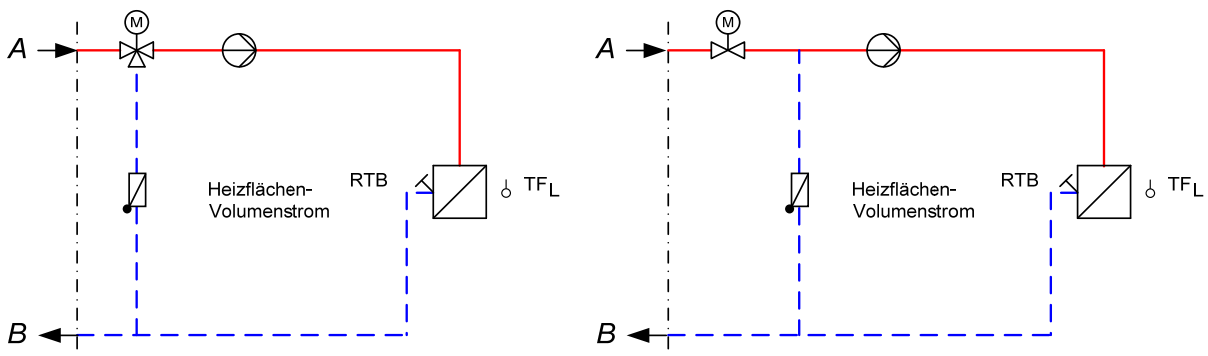 M
A
RTB
TFL
Heizflächen-
Volumenstrom
B
M
A
RTB
TFL
Heizflächen-
Volumenstrom
B